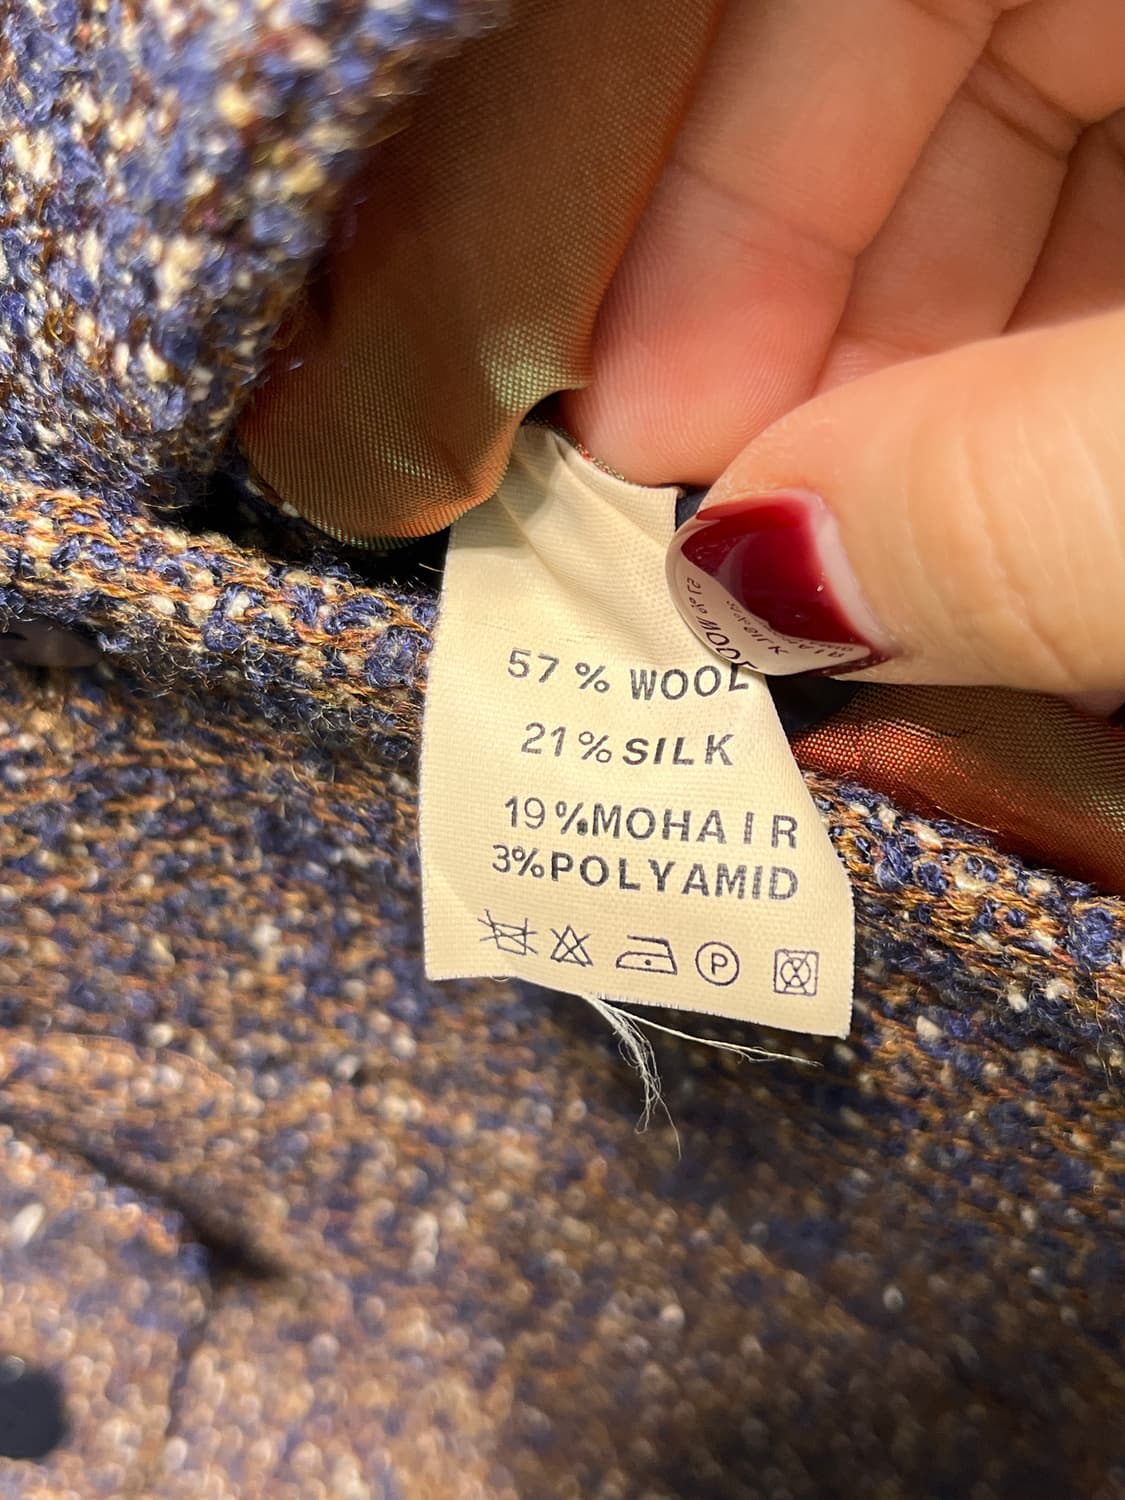 57 % WOOL
21% SILK
19 %MOHAIR
3%POLYAMID
P